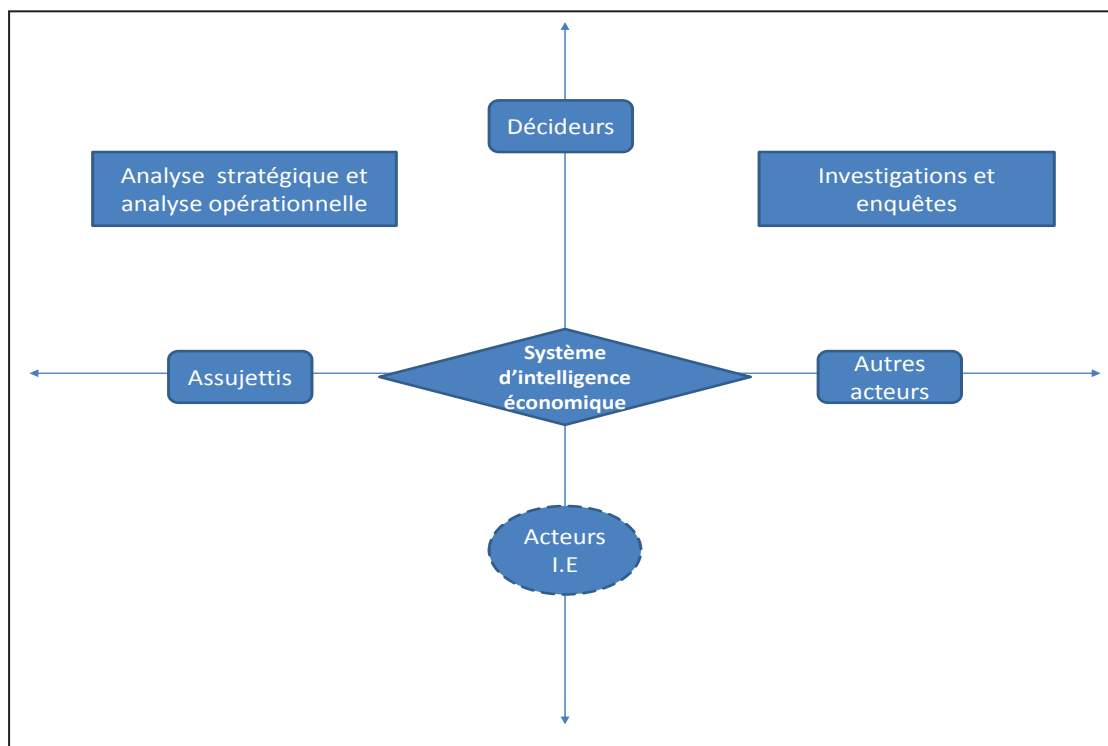 Décideurs
Analyse stratégique et
analyse opérationnelle
Investigations et
enquêtes
Assujettis
Système
d’intelligence
économique
Autres
acteurs
Acteurs
I.E